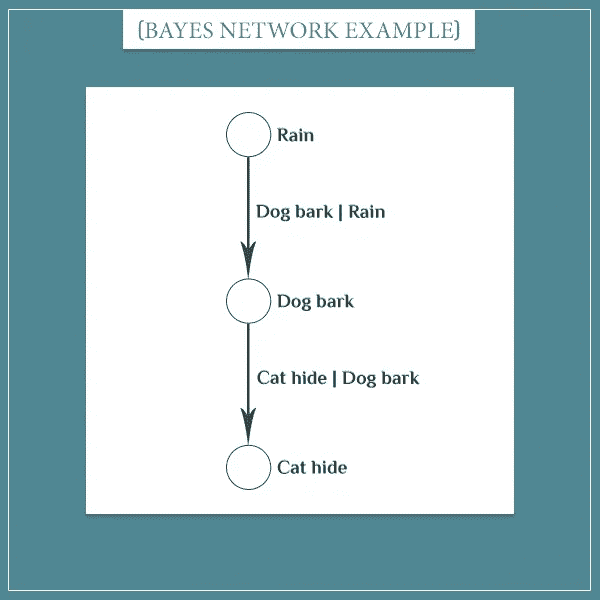 {BAYES NETWORK EXAMPLE}
Rain
Dog bark | Rain
Dog bark
Cat hide | Dog bark
Cat hide